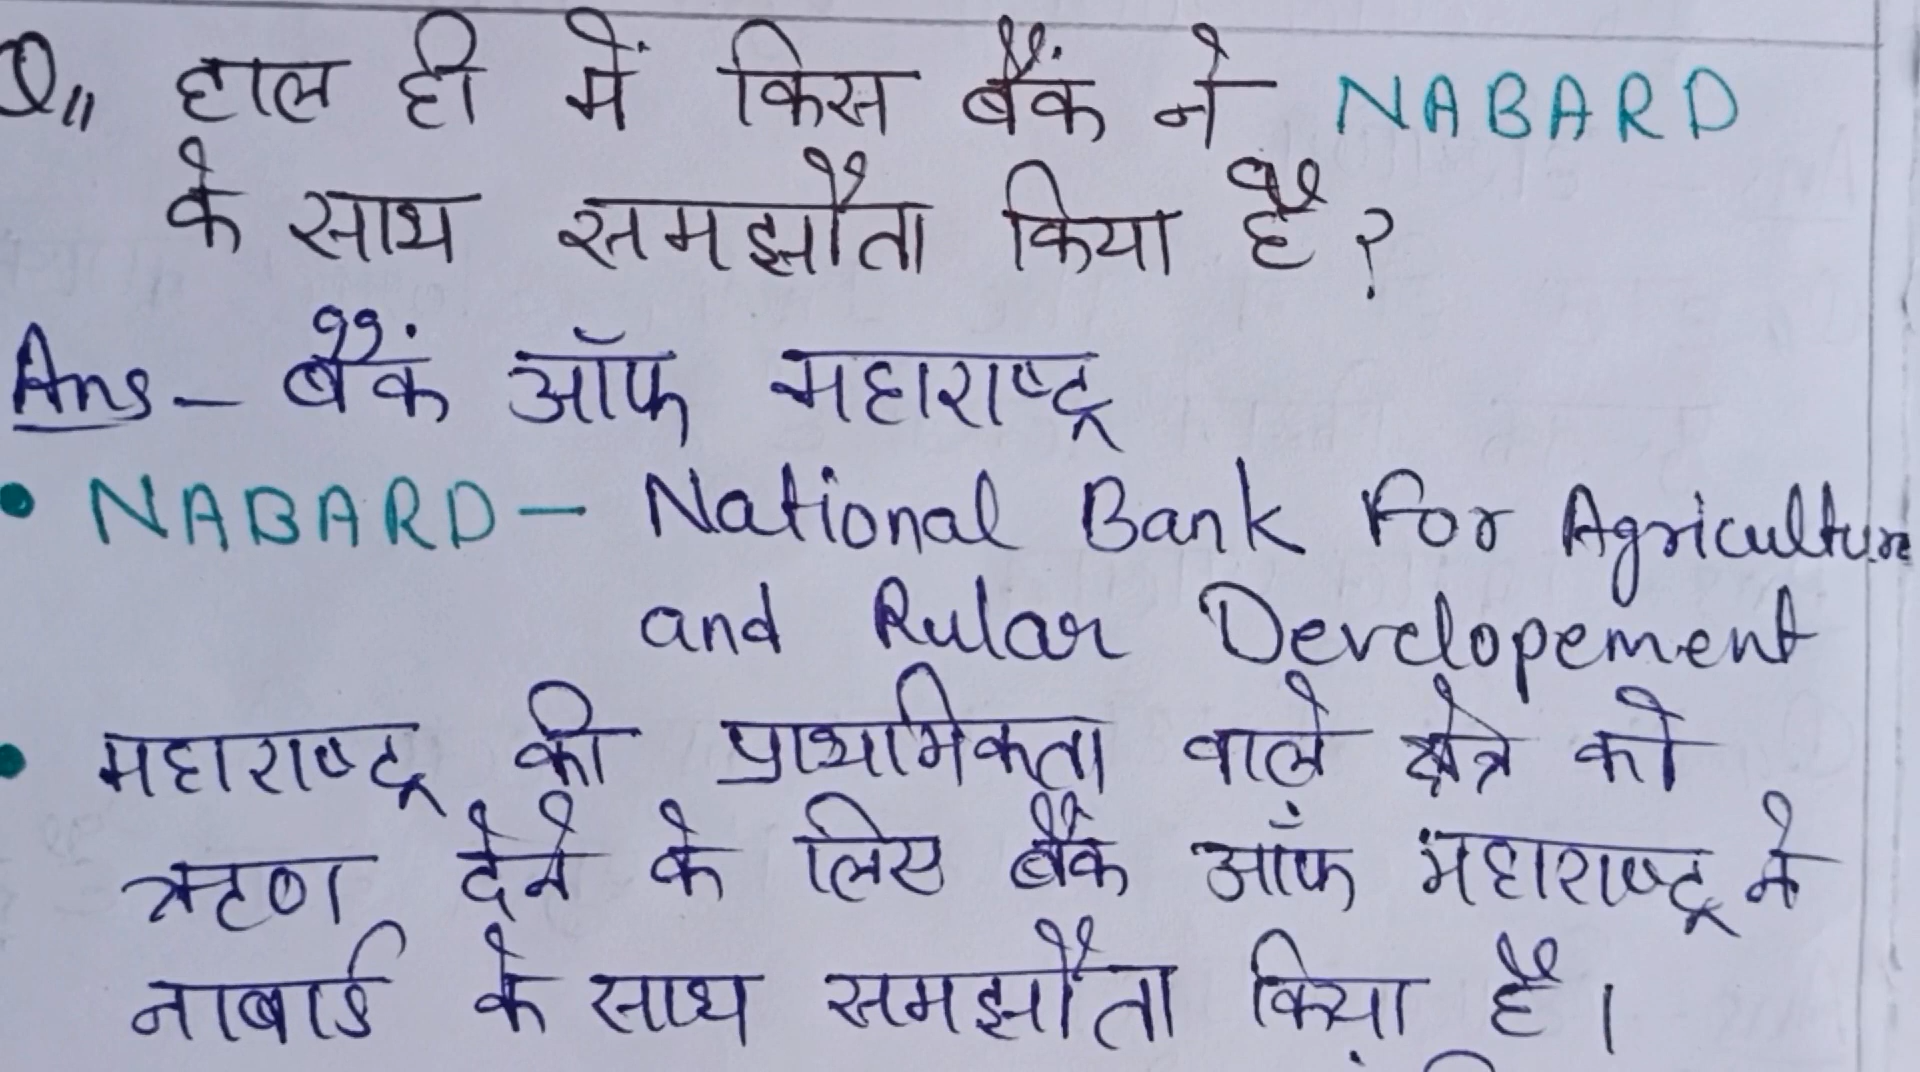 Q,, हाल ही में किस बैंक ने NABARD
के साथ समझौता किया है?
Ans - बैंकं ऑफ महाराष्ट्र
• NABARD - National Bank For Agriculture
and Rular Developement
• महाराष्ट्र की प्राथमिकता वाले क्षेत्र को
ऋण देने के लिए बैंक ऑफ महाराष्ट्र ने
नाबार्ड के साथ समझौता किया है।